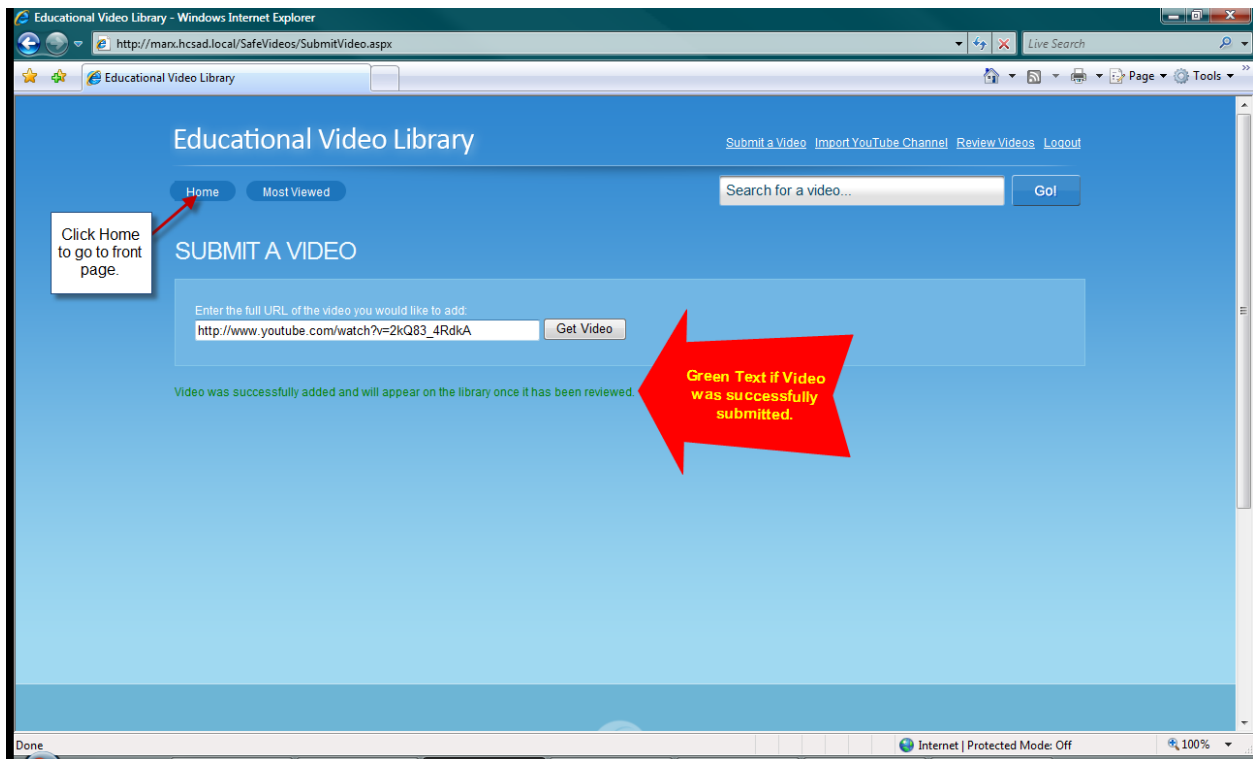 Educational Video Library - Windows Internet Explorer
http://marx.hcsad.local/SafeVideos/SubmitVideo.aspx
Live Search
Educational Video Library
Page
Tools
Educational Video Library
Submit a Video Import YouTube Channel Review Videos Logout
Home
Most Viewed
Search for a video...
Go!
Click Home
to go to front
page.
SUBMIT A VIDEO
Enter the full URL of the video you would like to add:
http://www.youtube.com/watch?v=2kQ83_4RdkA
Get Video
Video was successfully added and will appear on the library once it has been reviewed.
Green Text if Video
was successfully
submitted.
Done
Internet | Protected Mode: Off
100%